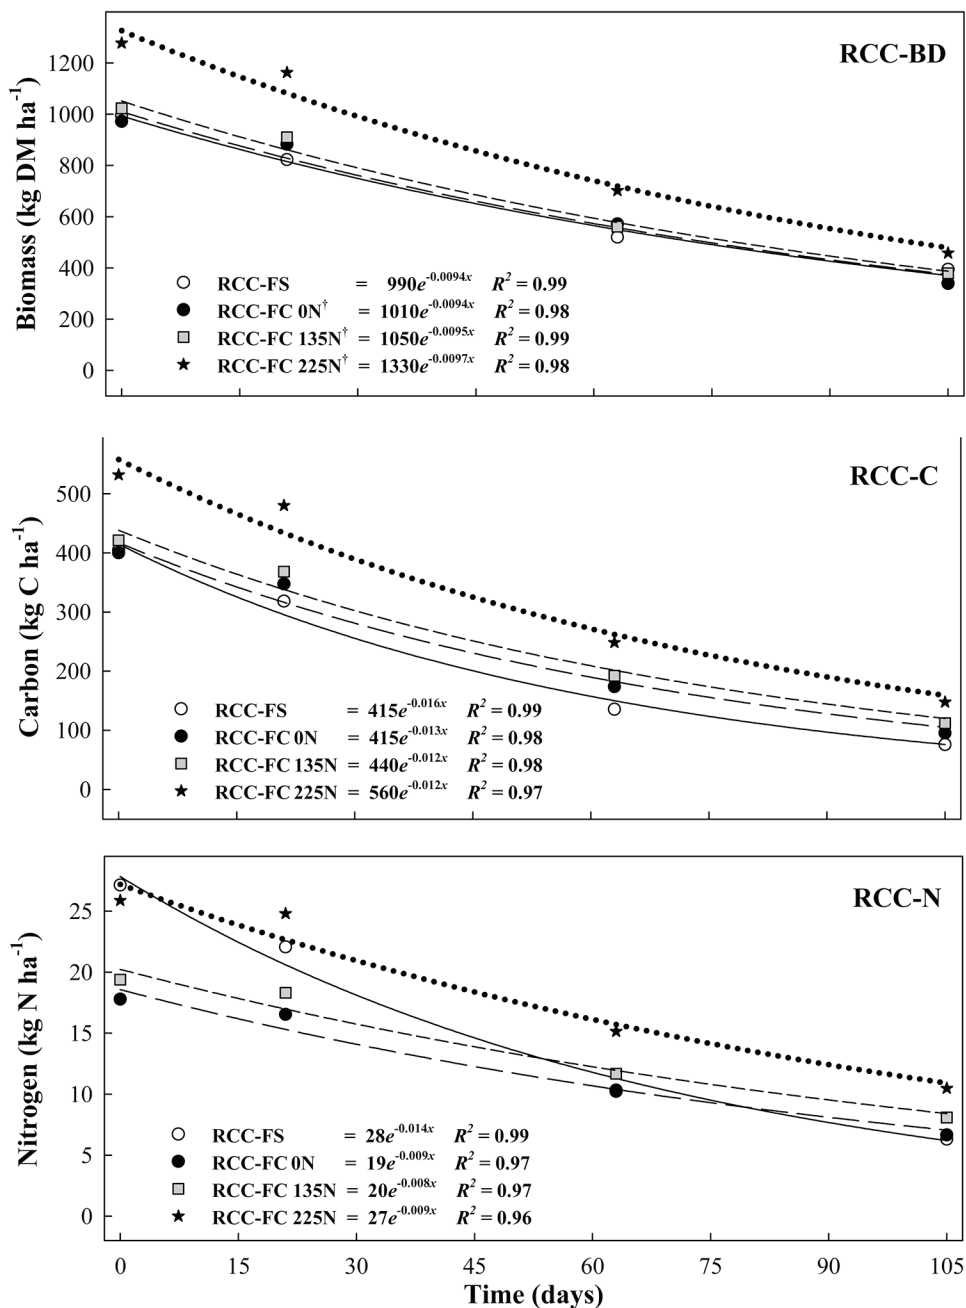 RCC-BD
Biomass (kg DM ha⁻¹)
1200
1000
800
600
400
200
0
RCC-FS = 990e⁻⁰·⁰⁰⁹⁴ˣ R² = 0.99
RCC-FC 0N† = 1010e⁻⁰·⁰⁰⁹⁴ˣ R² = 0.98
RCC-FC 135N† = 1050e⁻⁰·⁰⁰⁹⁵ˣ R² = 0.99
RCC-FC 225N† = 1330e⁻⁰·⁰⁰⁹⁷ˣ R² = 0.98
RCC-C
Carbon (kg C ha⁻¹)
500
400
300
200
100
0
RCC-FS = 415e⁻⁰·⁰¹⁶ˣ R² = 0.99
RCC-FC 0N = 415e⁻⁰·⁰¹³ˣ R² = 0.98
RCC-FC 135N = 440e⁻⁰·⁰¹²ˣ R² = 0.98
RCC-FC 225N = 560e⁻⁰·⁰¹²ˣ R² = 0.97
RCC-N
Nitrogen (kg N ha⁻¹)
25
20
15
10
5
0
RCC-FS = 28e⁻⁰·⁰¹⁴ˣ R² = 0.99
RCC-FC 0N = 19e⁻⁰·⁰⁰⁹ˣ R² = 0.97
RCC-FC 135N = 20e⁻⁰·⁰⁰⁸ˣ R² = 0.97
RCC-FC 225N = 27e⁻⁰·⁰⁰⁹ˣ R² = 0.96
0 15 30 45 60 75 90 105
Time (days)